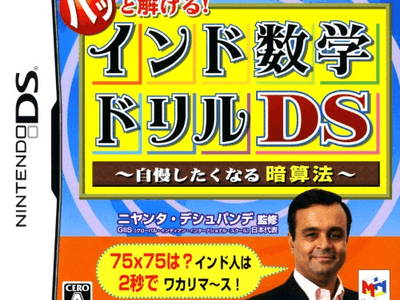 パッと解ける!
インド数学
ドリルDS
～自慢したくなる暗算法～
ニヤンタ・デシュパンデ 監修
GIIS (グローバル・インディアン・インターナショナル・スクール) 日本代表
75x75は? インド人は
2秒で ワカリマ～ス!
NINTENDO DS
CERO
A